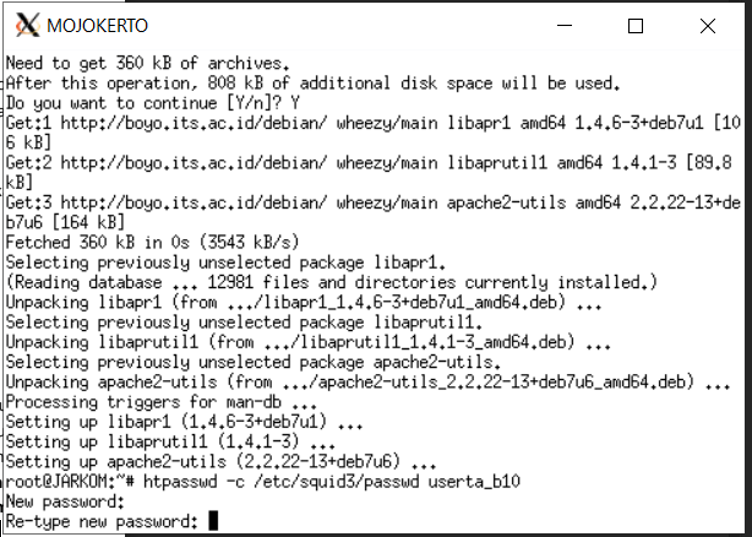 MOJOKERTO
Need to get 360 kB of archives.
After this operation, 808 kB of additional disk space will be used.
Do you want to continue [Y/n]? Y
Get:1 http://boyo.its.ac.id/debian/ wheezy/main libapr1 amd64 1.4.6-3+deb7u1 [10
6 kB]
Get:2 http://boyo.its.ac.id/debian/ wheezy/main libaprutil1 amd64 1.4.1-3 [89.8
kB]
Get:3 http://boyo.its.ac.id/debian/ wheezy/main apache2-utils amd64 2.2.22-13+de
b7u6 [164 kB]
Fetched 360 kB in 0s (3543 kB/s)
Selecting previously unselected package libapr1.
(Reading database ... 12981 files and directories currently installed.)
Unpacking libapr1 (from .../libapr1_1.4.6-3+deb7u1_amd64.deb) ...
Selecting previously unselected package libaprutil1.
Unpacking libaprutil1 (from .../libaprutil1_1.4.1-3_amd64.deb) ...
Selecting previously unselected package apache2-utils.
Unpacking apache2-utils (from .../apache2-utils_2.2.22-13+deb7u6_amd64.deb) ...
Processing triggers for man-db ...
Setting up libapr1 (1.4.6-3+deb7u1) ...
Setting up libaprutil1 (1.4.1-3) ...
Setting up apache2-utils (2.2.22-13+deb7u6) ...
root@JARKOM:~# htpasswd -c /etc/squid3/passwd userta_b10
New password:
Re-type new password: